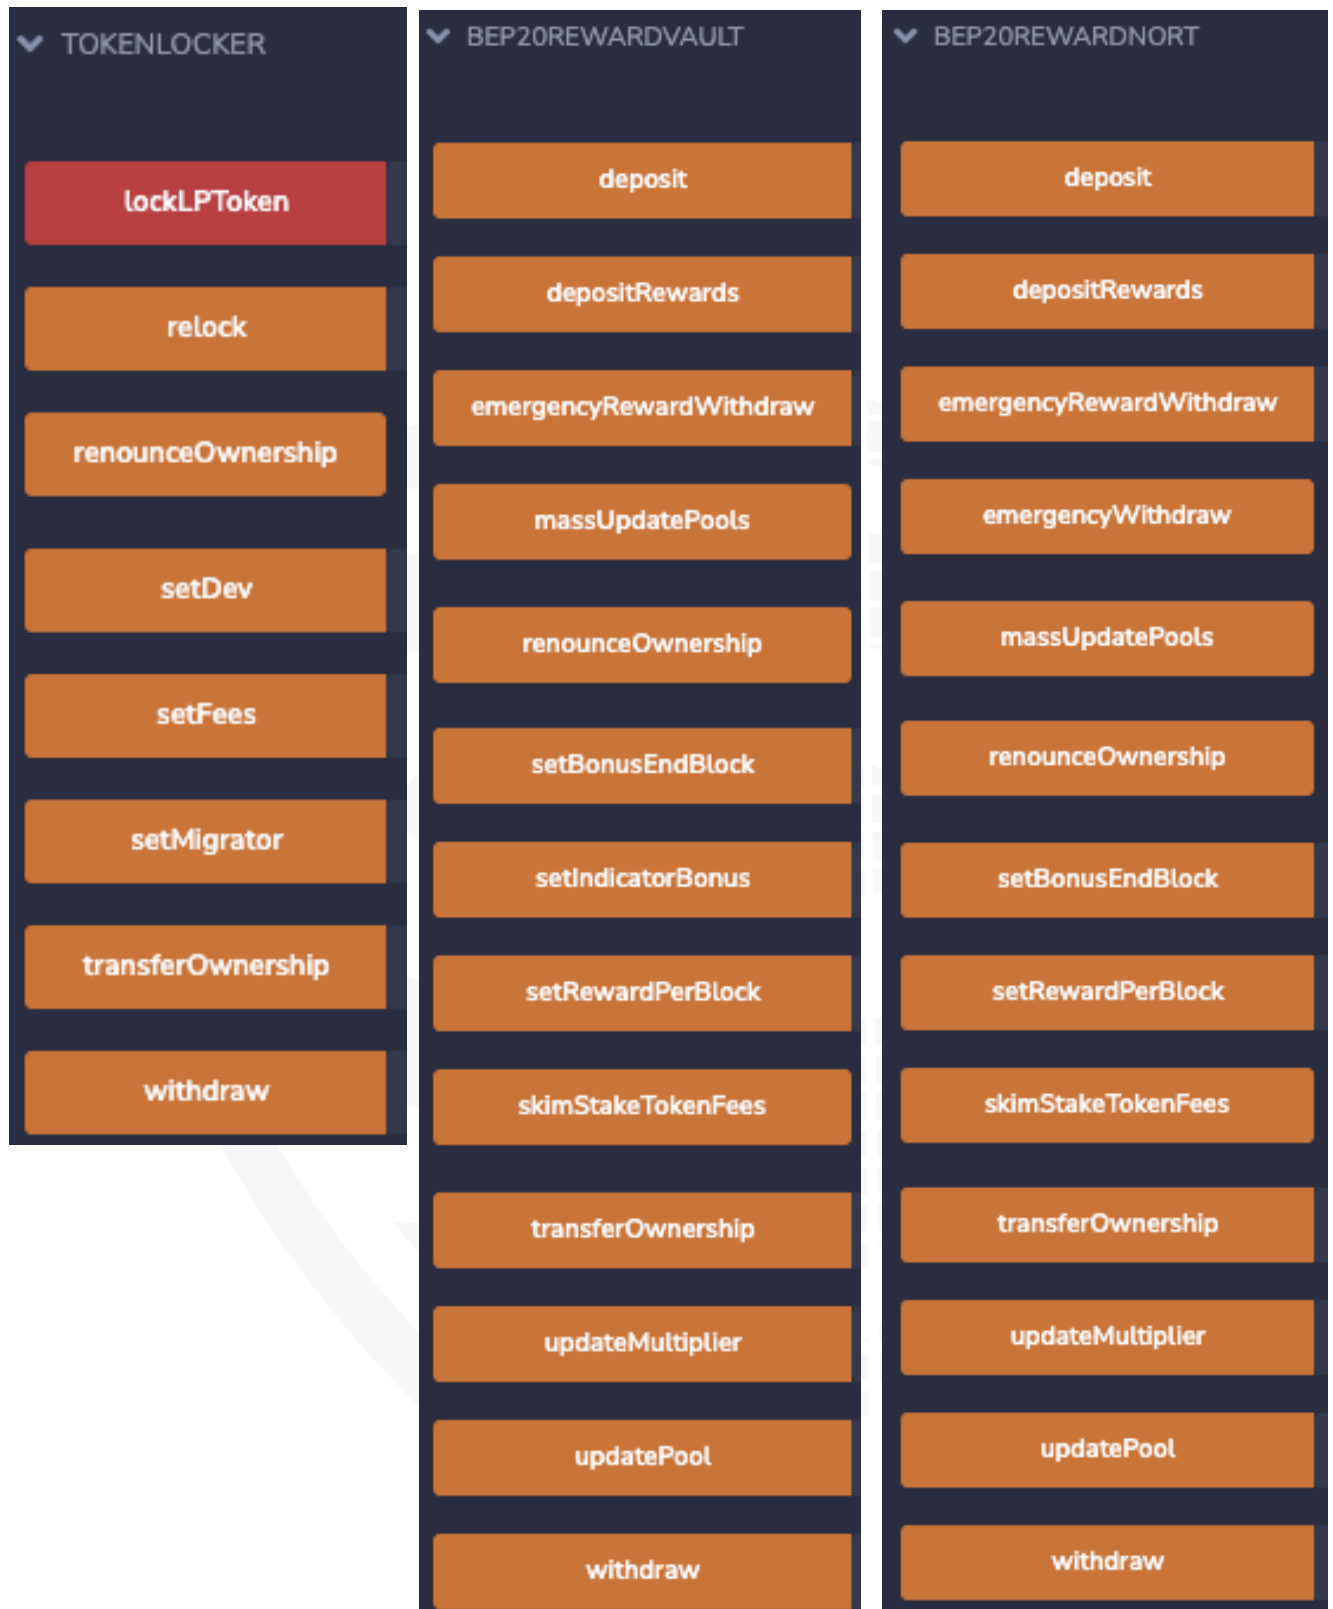 TOKENLOCKER
lockLPToken
relock
renounceOwnership
setDev
setFees
setMigrator
transferOwnership
withdraw
BEP20REWARDVAULT
deposit
depositRewards
emergencyRewardWithdraw
massUpdatePools
renounceOwnership
setBonusEndBlock
setIndicatorBonus
setRewardPerBlock
skimStakeTokenFees
transferOwnership
updateMultiplier
updatePool
withdraw
BEP20REWARDNORT
deposit
depositRewards
emergencyRewardWithdraw
emergencyWithdraw
massUpdatePools
renounceOwnership
setBonusEndBlock
setRewardPerBlock
skimStakeTokenFees
transferOwnership
updateMultiplier
updatePool
withdraw